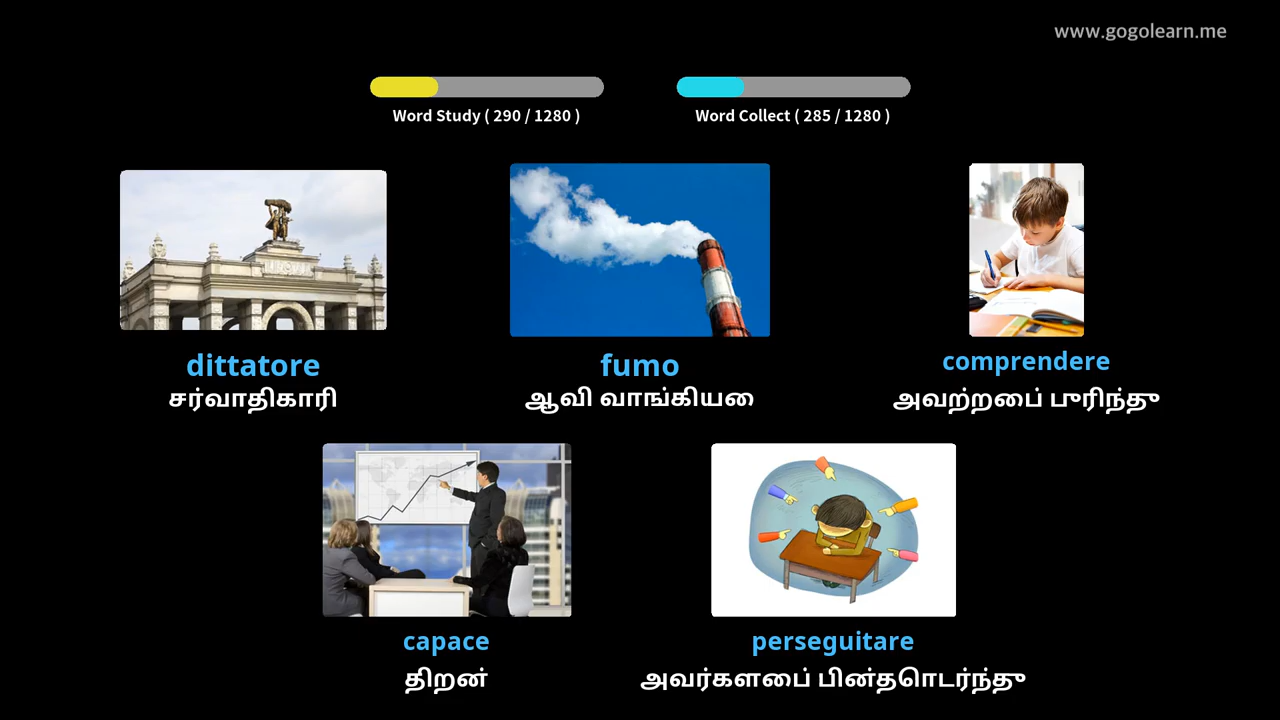 www.gogolearn.me
Word Study ( 290 / 1280 )
Word Collect ( 285 / 1280 )
dittatore
சர்வாதிகாரி
fumo
ஆவி வாங்கியை
comprendere
அவற்றைப் புரிந்து
capace
திறன்
perseguitare
அவர்களைப் பின்தொடர்ந்து